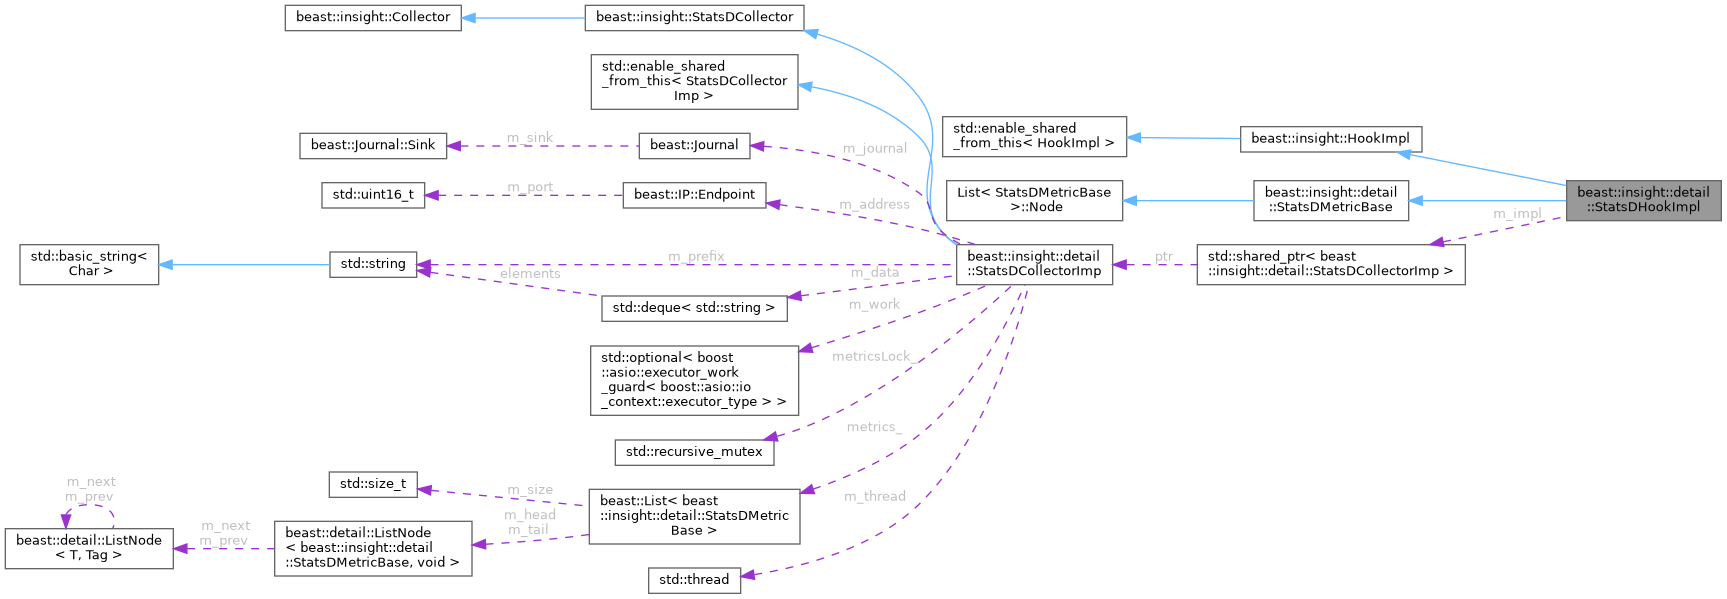 beast::insight::Collector
beast::insight::StatsDCollector
std::enable_shared
_from_this< StatsDCollector
Imp >
beast::Journal::Sink
m_sink
beast::Journal
m_journal
std::enable_shared
_from_this< HookImpl >
beast::insight::HookImpl
std::uint16_t
m_port
beast::IP::Endpoint
m_address
List< StatsDMetricBase
>::Node
beast::insight::detail
::StatsDMetricBase
beast::insight::detail
::StatsDHookImpl
m_impl
std::basic_string<
Char >
std::string
m_prefix
elements
std::deque< std::string >
m_data
beast::insight::detail
::StatsDCollectorImp
ptr
std::shared_ptr< beast
::insight::detail::StatsDCollectorImp >
m_work
std::optional< boost
::asio::executor_work
_guard< boost::asio::io
_context::executor_type > >
metricsLock_
std::recursive_mutex
metrics_
std::size_t
m_size
beast::List< beast
::insight::detail::StatsDMetric
Base >
m_head
m_tail
m_thread
m_next
m_prev
beast::detail::ListNode
< T, Tag >
m_next
m_prev
beast::detail::ListNode
< beast::insight::detail
::StatsDMetricBase, void >
std::thread